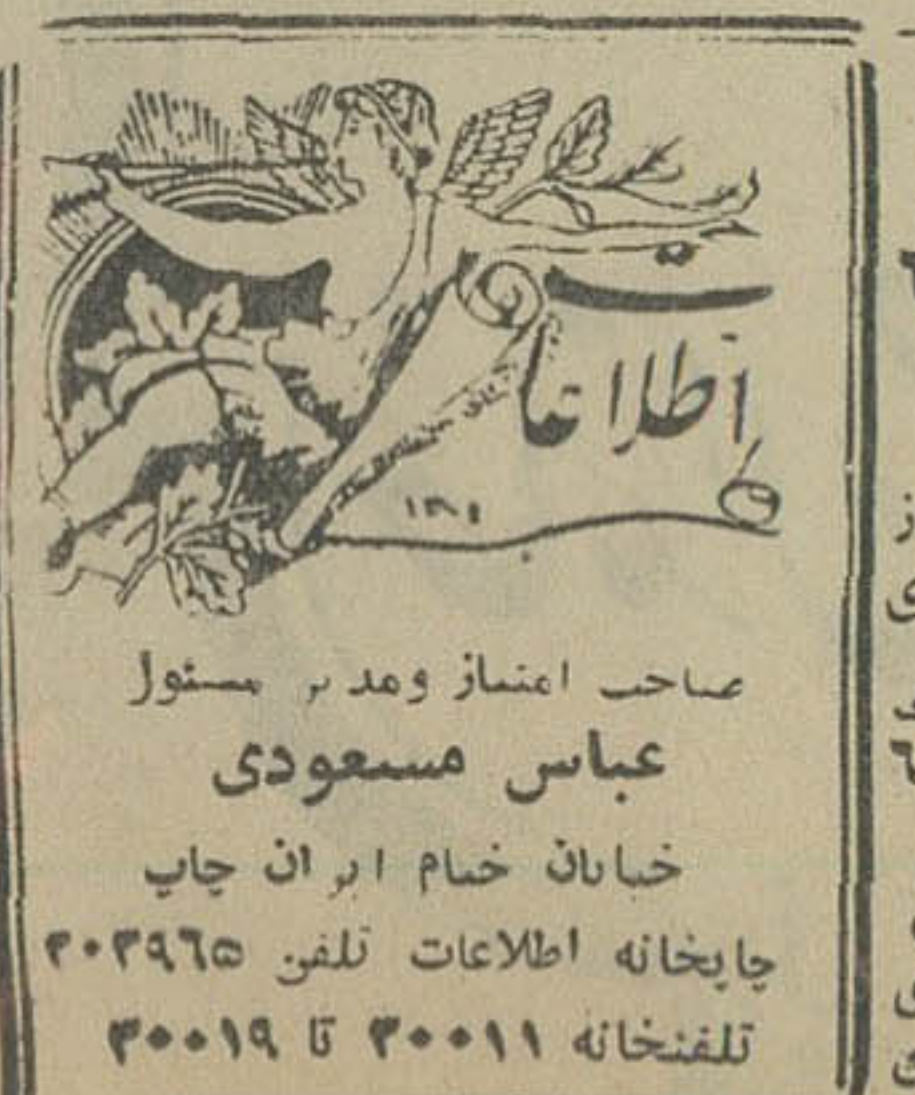 اطلاعات
صاحب امتیاز ومدیر مسئول
عباس مسعودی
خیابان خیام ایران چاپ
چاپخانه اطلاعات تلفن ۳۰۳۹۶۵
تلفنخانه ۳۰۰۱۱ تا ۳۰۰۱۹